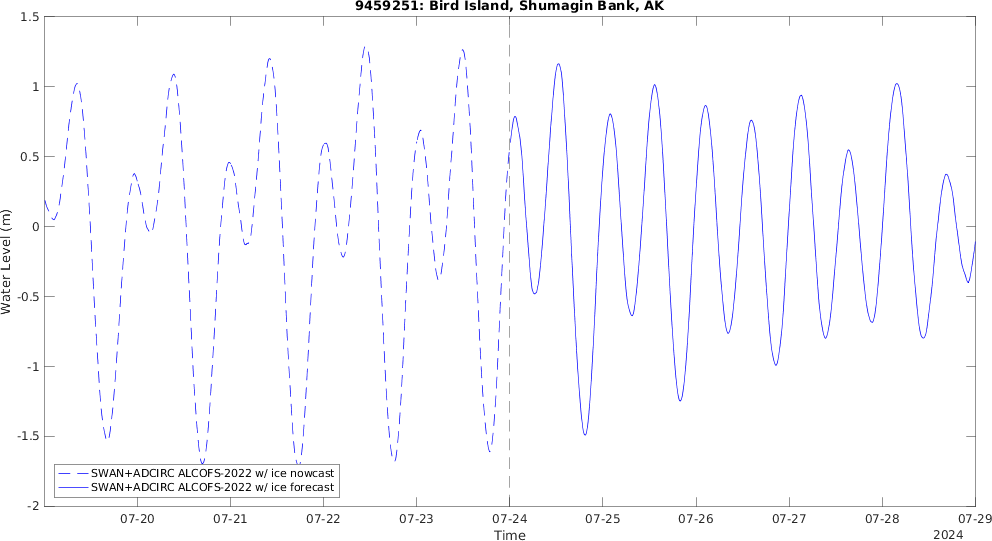 9459251: Bird Island, Shumagin Bank, AK
1.5
1
0.5
0
-0.5
-1
-1.5
-2
Water Level (m)
SWAN+ADCIRC ALCOFS-2022 w/ ice nowcast
SWAN+ADCIRC ALCOFS-2022 w/ ice forecast
07-20 07-21 07-22 07-23 07-24 07-25 07-26 07-27 07-28 07-29
Time
2024